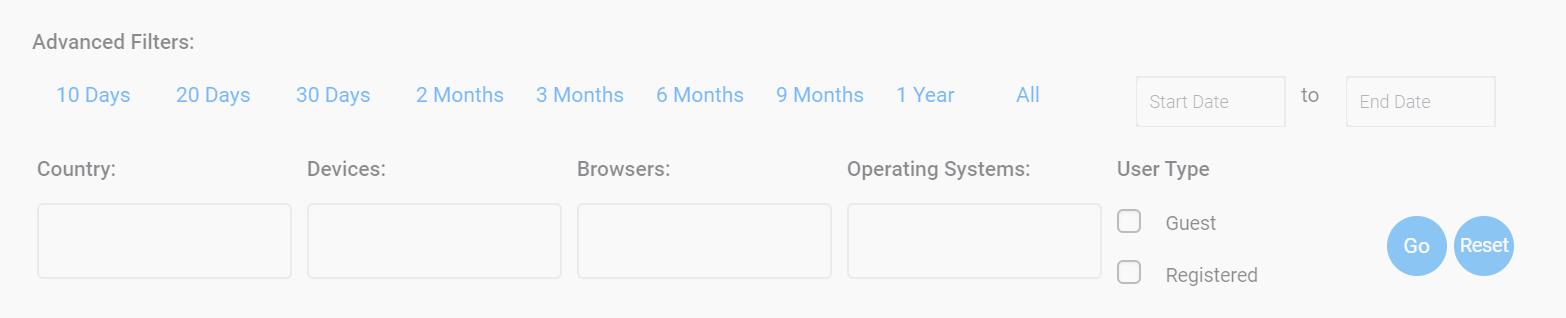 Advanced Filters:
10 Days 20 Days 30 Days 2 Months 3 Months 6 Months 9 Months 1 Year All Start Date to End Date
Country: Devices: Browsers: Operating Systems: User Type
Guest
Go Reset
Registered